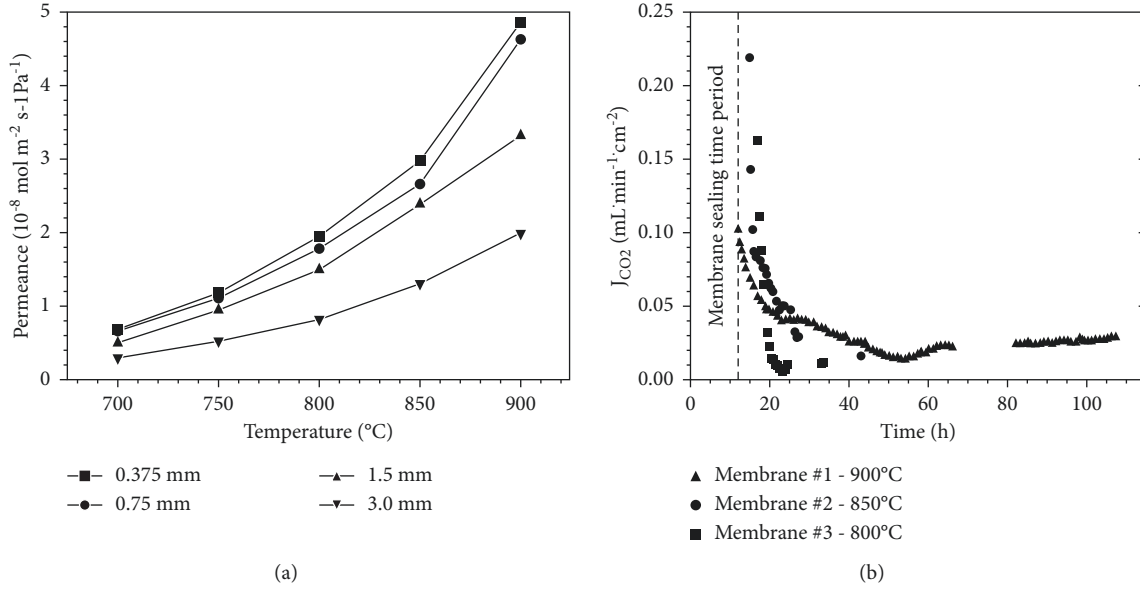 5
4
3
2
1
0
Permeance (10⁻⁸ mol m⁻² s-1Pa⁻¹)
700 750 800 850 900
Temperature (°C)
0.375 mm
0.75 mm
1.5 mm
3.0 mm
(a)
0.25
0.20
0.15
0.10
0.05
0.00
J_CO2 (mL·min⁻¹·cm⁻²)
Membrane sealing time period
0 20 40 60 80 100
Time (h)
Membrane #1 - 900°C
Membrane #2 - 850°C
Membrane #3 - 800°C
(b)